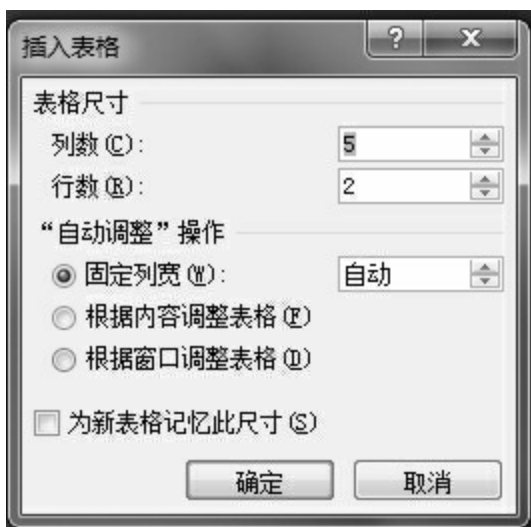 插入表格 ? x
表格尺寸
列数(C): 5
行数(R): 2
“自动调整”操作
固定列宽(W): 自动
根据内容调整表格(F)
根据窗口调整表格(D)
为新表格记忆此尺寸(S)
确定 取消